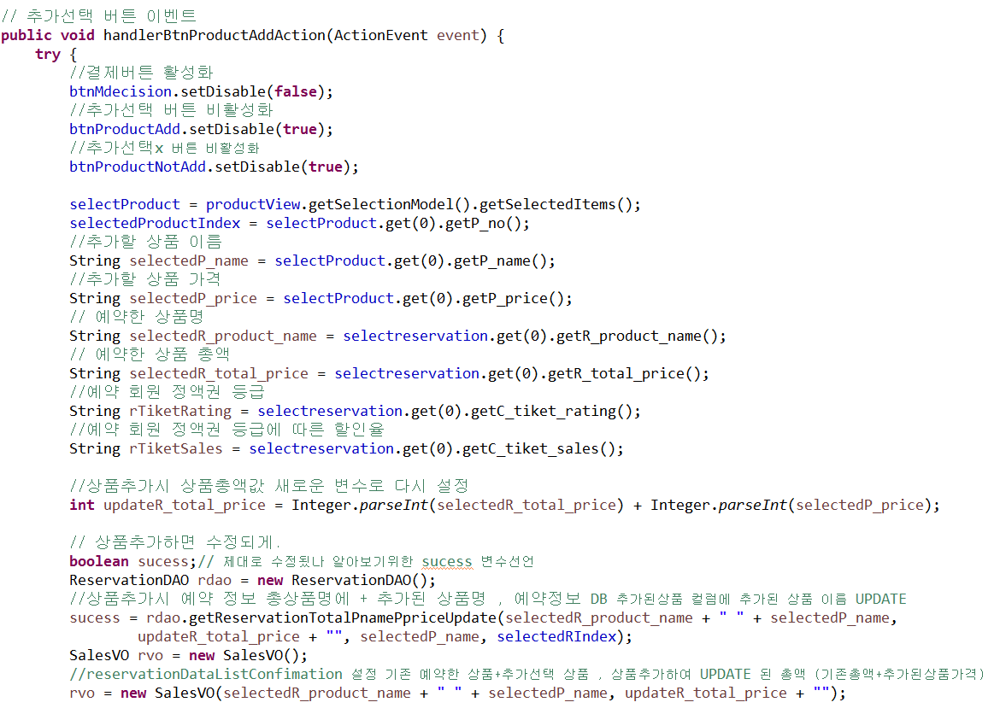 // 추가선택 버튼 이벤트
public void handlerBtnProductAddAction(ActionEvent event) {
try {
//결제버튼 활성화
btnMdecision.setDisable(false);
//추가선택 버튼 비활성화
btnProductAdd.setDisable(true);
//추가선택x 버튼 비활성화
btnProductNotAdd.setDisable(true);
selectProduct = productView.getSelectionModel().getSelectedItems();
selectedProductIndex = selectProduct.get(0).getP_no();
//추가할 상품 이름
String selectedP_name = selectProduct.get(0).getP_name();
//추가할 상품 가격
String selectedP_price = selectProduct.get(0).getP_price();
// 예약한 상품명
String selectedR_product_name = selectreservation.get(0).getR_product_name();
// 예약한 상품 총액
String selectedR_total_price = selectreservation.get(0).getR_total_price();
//예약 회원 정액권 등급
String rTiketRating = selectreservation.get(0).getC_tiket_rating();
//예약 회원 정액권 등급에 따른 할인율
String rTiketSales = selectreservation.get(0).getC_tiket_sales();
//상품추가시 상품총액값 새로운 변수로 다시 설정
int updateR_total_price = Integer.parseInt(selectedR_total_price) + Integer.parseInt(selectedP_price);
// 상품추가하면 수정되게.
boolean sucess;// 제대로 수정됬나 알아보기위한 sucess 변수선언
ReservationDAO rdao = new ReservationDAO();
//상품추가시 예약 정보 총상품명에 + 추가된 상품명 , 예약정보 DB 추가된상품 컬럼에 추가된 상품 이름 UPDATE
sucess = rdao.getReservationTotalPnamePpriceUpdate(selectedR_product_name + " " + selectedP_name,
updateR_total_price + "", selectedP_name, selectedRIndex);
SalesVO rvo = new SalesVO();
//reservationDataListConfimation 설정 기존 예약한 상품+추가선택 상품 , 상품추가하여 UPDATE 된 총액 (기존총액+추가된상품가격)
rvo = new SalesVO(selectedR_product_name + " " + selectedP_name, updateR_total_price + "");